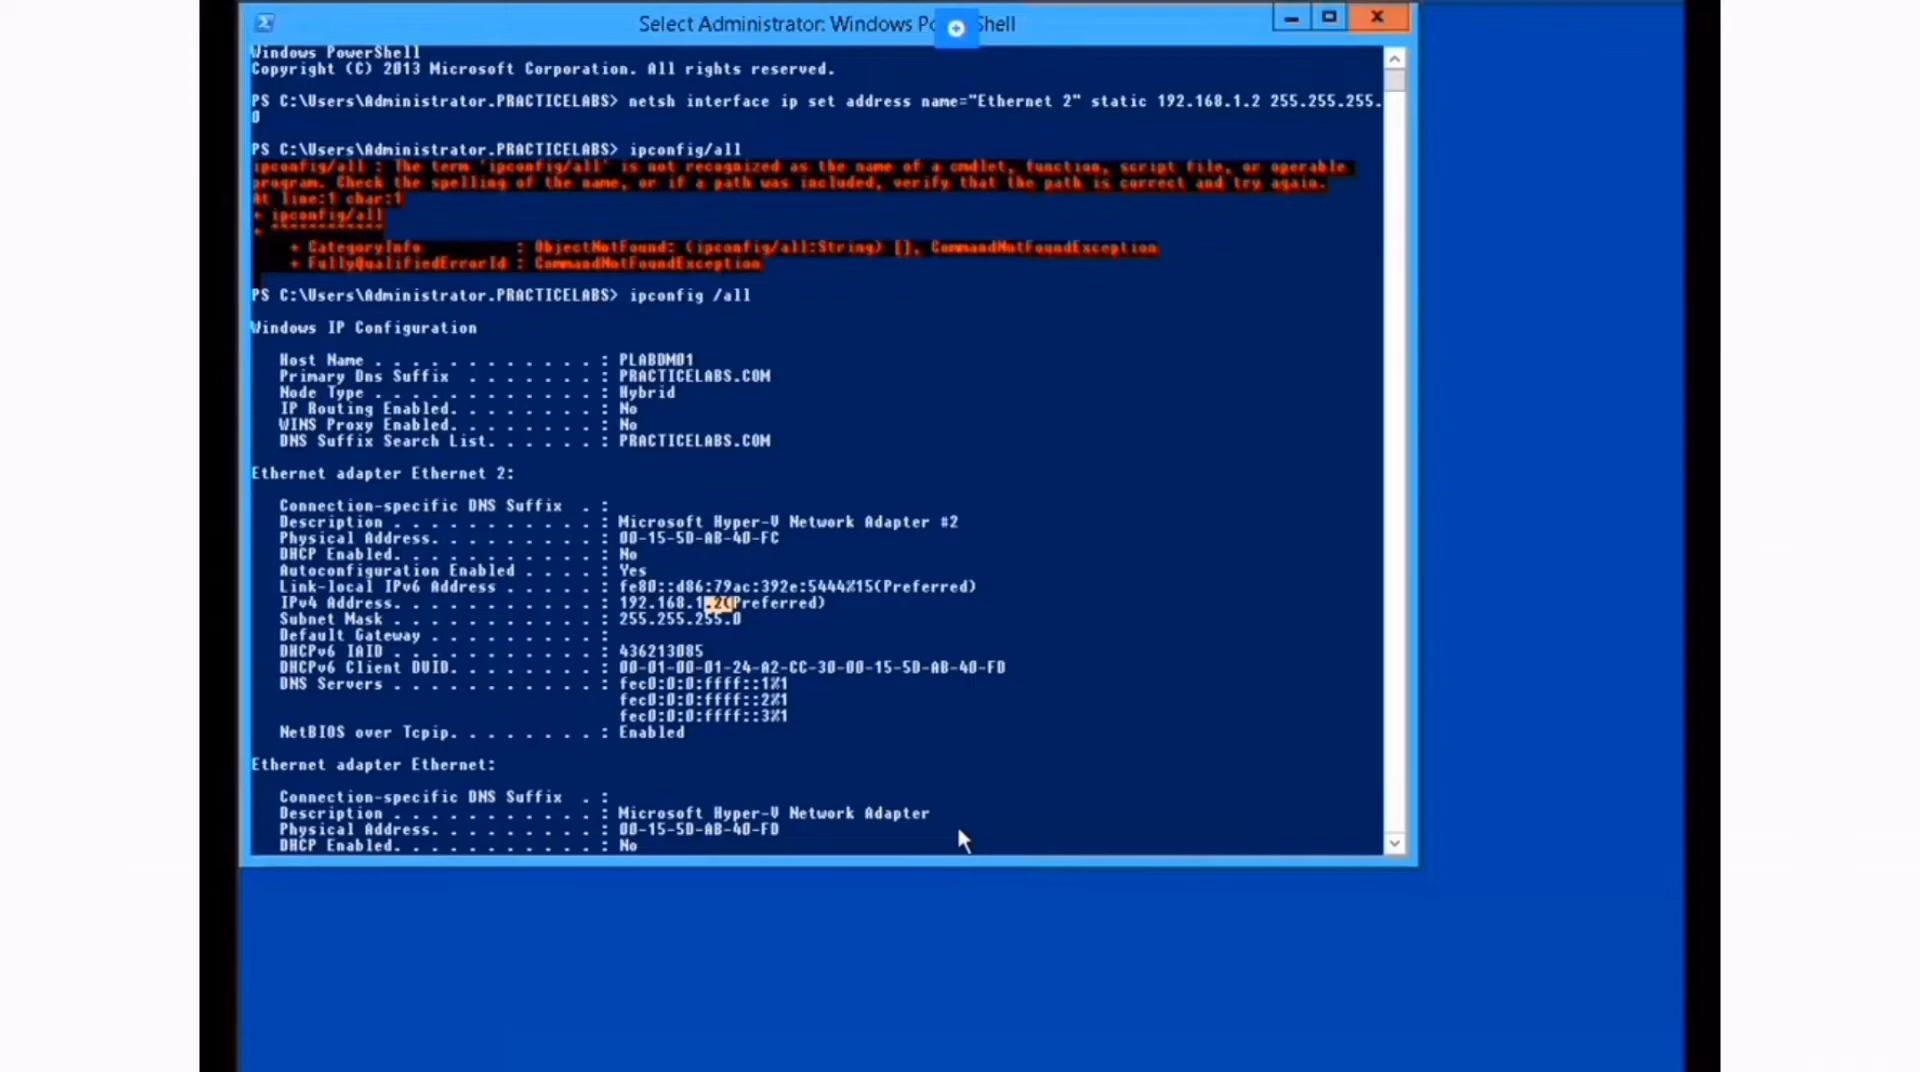 Select Administrator: Windows Po Shell
Windows PowerShell
Copyright (C) 2013 Microsoft Corporation. All rights reserved.
PS C:\Users\Administrator.PRACTICELABS> netsh interface ip set address name="Ethernet 2" static 192.168.1.2 255.255.255.
0
PS C:\Users\Administrator.PRACTICELABS> ipconfig/all
ipconfig/all : The term 'ipconfig/all' is not recognized as the name of a cmdlet, function, script file, or operable
program. Check the spelling of the name, or if a path was included, verify that the path is correct and try again.
At line:1 char:1
+ ipconfig/all
+ ~~~~~~~~~~~~
+ CategoryInfo : ObjectNotFound: (ipconfig/all:String) [], CommandNotFoundException
+ FullyQualifiedErrorId : CommandNotFoundException
PS C:\Users\Administrator.PRACTICELABS> ipconfig /all
Windows IP Configuration
Host Name . . . . . . . . . . . . : PLABDM01
Primary Dns Suffix . . . . . . . : PRACTICELABS.COM
Node Type . . . . . . . . . . . . : Hybrid
IP Routing Enabled. . . . . . . . : No
WINS Proxy Enabled. . . . . . . . : No
DNS Suffix Search List. . . . . . : PRACTICELABS.COM
Ethernet adapter Ethernet 2:
Connection-specific DNS Suffix . :
Description . . . . . . . . . . . : Microsoft Hyper-V Network Adapter #2
Physical Address. . . . . . . . . : 00-15-5D-AB-40-FC
DHCP Enabled. . . . . . . . . . . : No
Autoconfiguration Enabled . . . . : Yes
Link-local IPv6 Address . . . . . : fe80::d86:79ac:392e:5444%15(Preferred)
IPv4 Address. . . . . . . . . . . : 192.168.1.2(Preferred)
Subnet Mask . . . . . . . . . . . : 255.255.255.0
Default Gateway . . . . . . . . . :
DHCPv6 IAID . . . . . . . . . . . : 436213085
DHCPv6 Client DUID. . . . . . . . : 00-01-00-01-24-A2-CC-30-00-15-5D-AB-40-FD
DNS Servers . . . . . . . . . . . : fec0:0:0:ffff::1%1
fec0:0:0:ffff::2%1
fec0:0:0:ffff::3%1
NetBIOS over Tcpip. . . . . . . . : Enabled
Ethernet adapter Ethernet:
Connection-specific DNS Suffix . :
Description . . . . . . . . . . . : Microsoft Hyper-V Network Adapter
Physical Address. . . . . . . . . : 00-15-5D-AB-40-FD
DHCP Enabled. . . . . . . . . . . : No